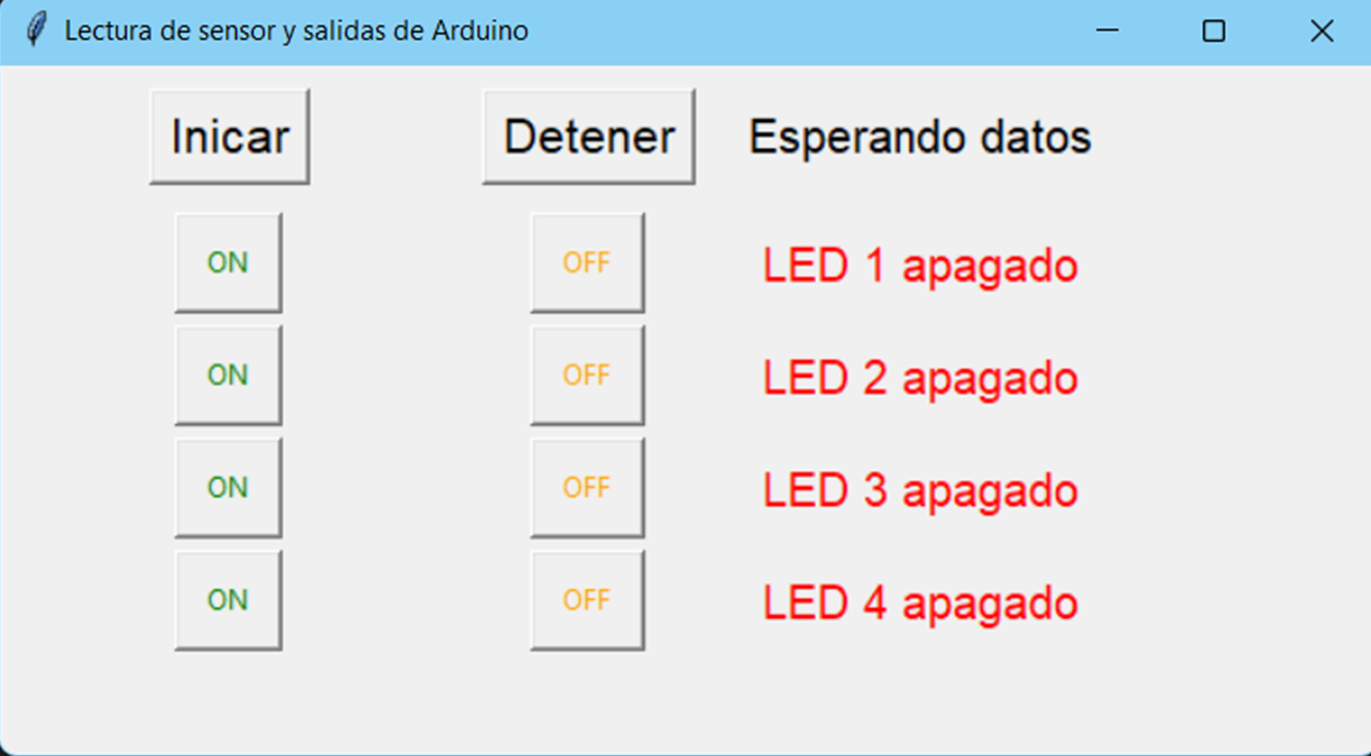 Lectura de sensor y salidas de Arduino
Inicar Detener Esperando datos
ON OFF LED 1 apagado
ON OFF LED 2 apagado
ON OFF LED 3 apagado
ON OFF LED 4 apagado